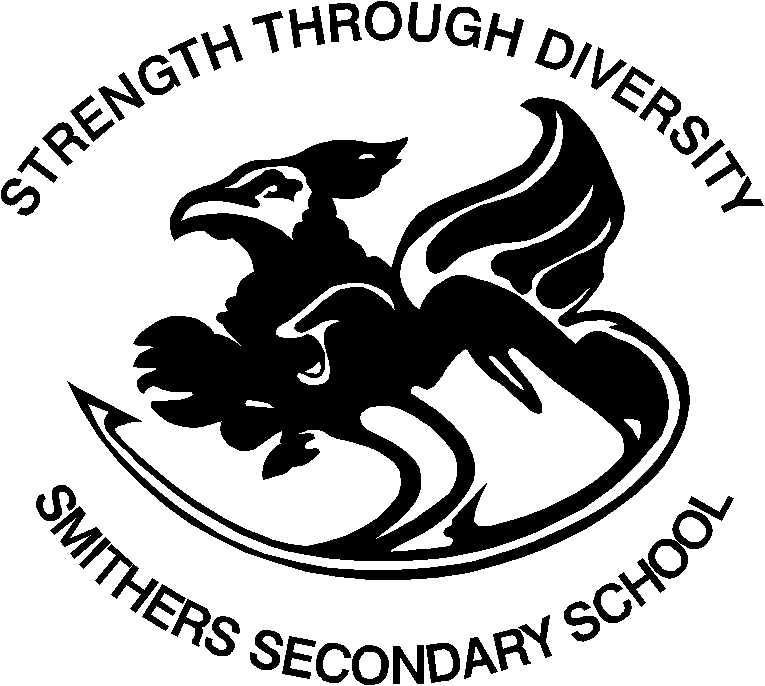 STRENGTH THROUGH DIVERSITY
SMITHERS SECONDARY SCHOOL